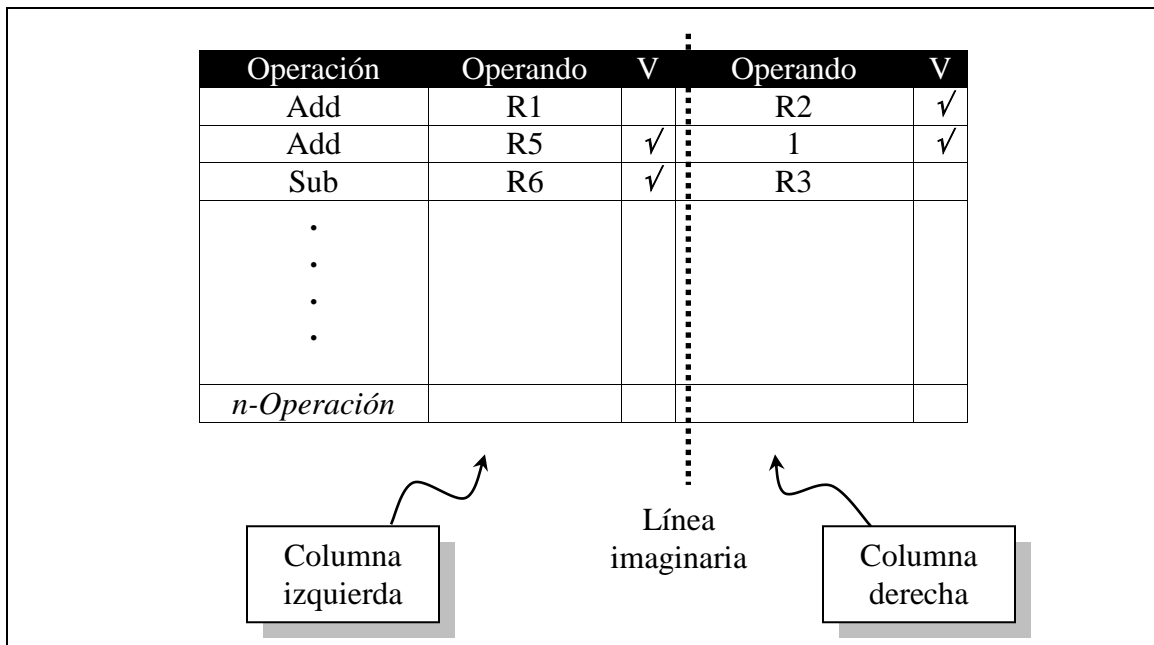 Operación Operando V Operando V
Add R1 R2 √
Add R5 √ 1 √
Sub R6 √ R3
.
.
.
.
n-Operación
Línea
imaginaria
Columna
izquierda
Columna
derecha